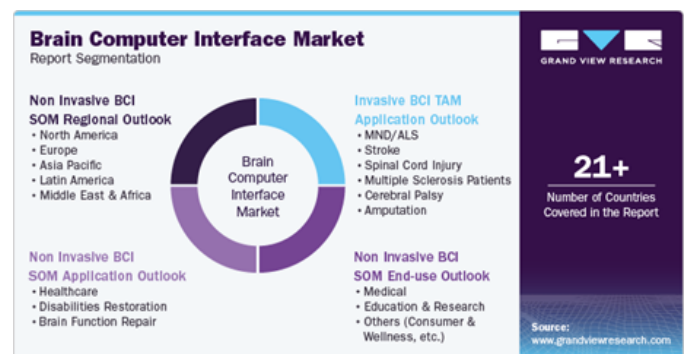 Brain Computer Interface Market
Report Segmentation
Non Invasive BCI
SOM Regional Outlook
• North America
• Europe
• Asia Pacific
• Latin America
• Middle East & Africa
Invasive BCI TAM
Application Outlook
• MND/ALS
• Stroke
• Spinal Cord Injury
• Multiple Sclerosis Patients
• Cerebral Palsy
• Amputation
Brain
Computer
Interface
Market
Non Invasive BCI
SOM Application Outlook
• Healthcare
• Disabilities Restoration
• Brain Function Repair
Non Invasive BCI
SOM End-use Outlook
• Medical
• Education & Research
• Others (Consumer &
Wellness, etc.)
GRAND VIEW RESEARCH
21+
Number of Countries
Covered in the Report
Source:
www.grandviewresearch.com